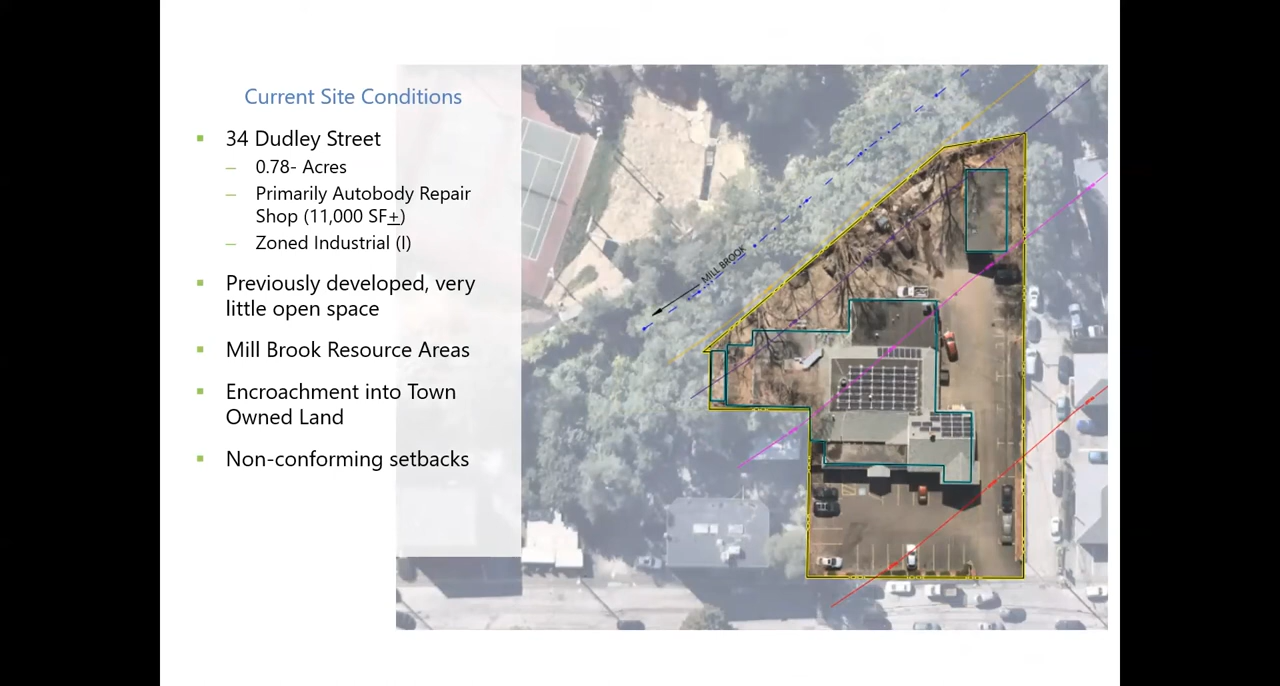 Current Site Conditions
34 Dudley Street
0.78- Acres
Primarily Autobody Repair
Shop (11,000 SF±)
Zoned Industrial (I)
Previously developed, very
little open space
Mill Brook Resource Areas
Encroachment into Town
Owned Land
Non-conforming setbacks
MILL BROOK